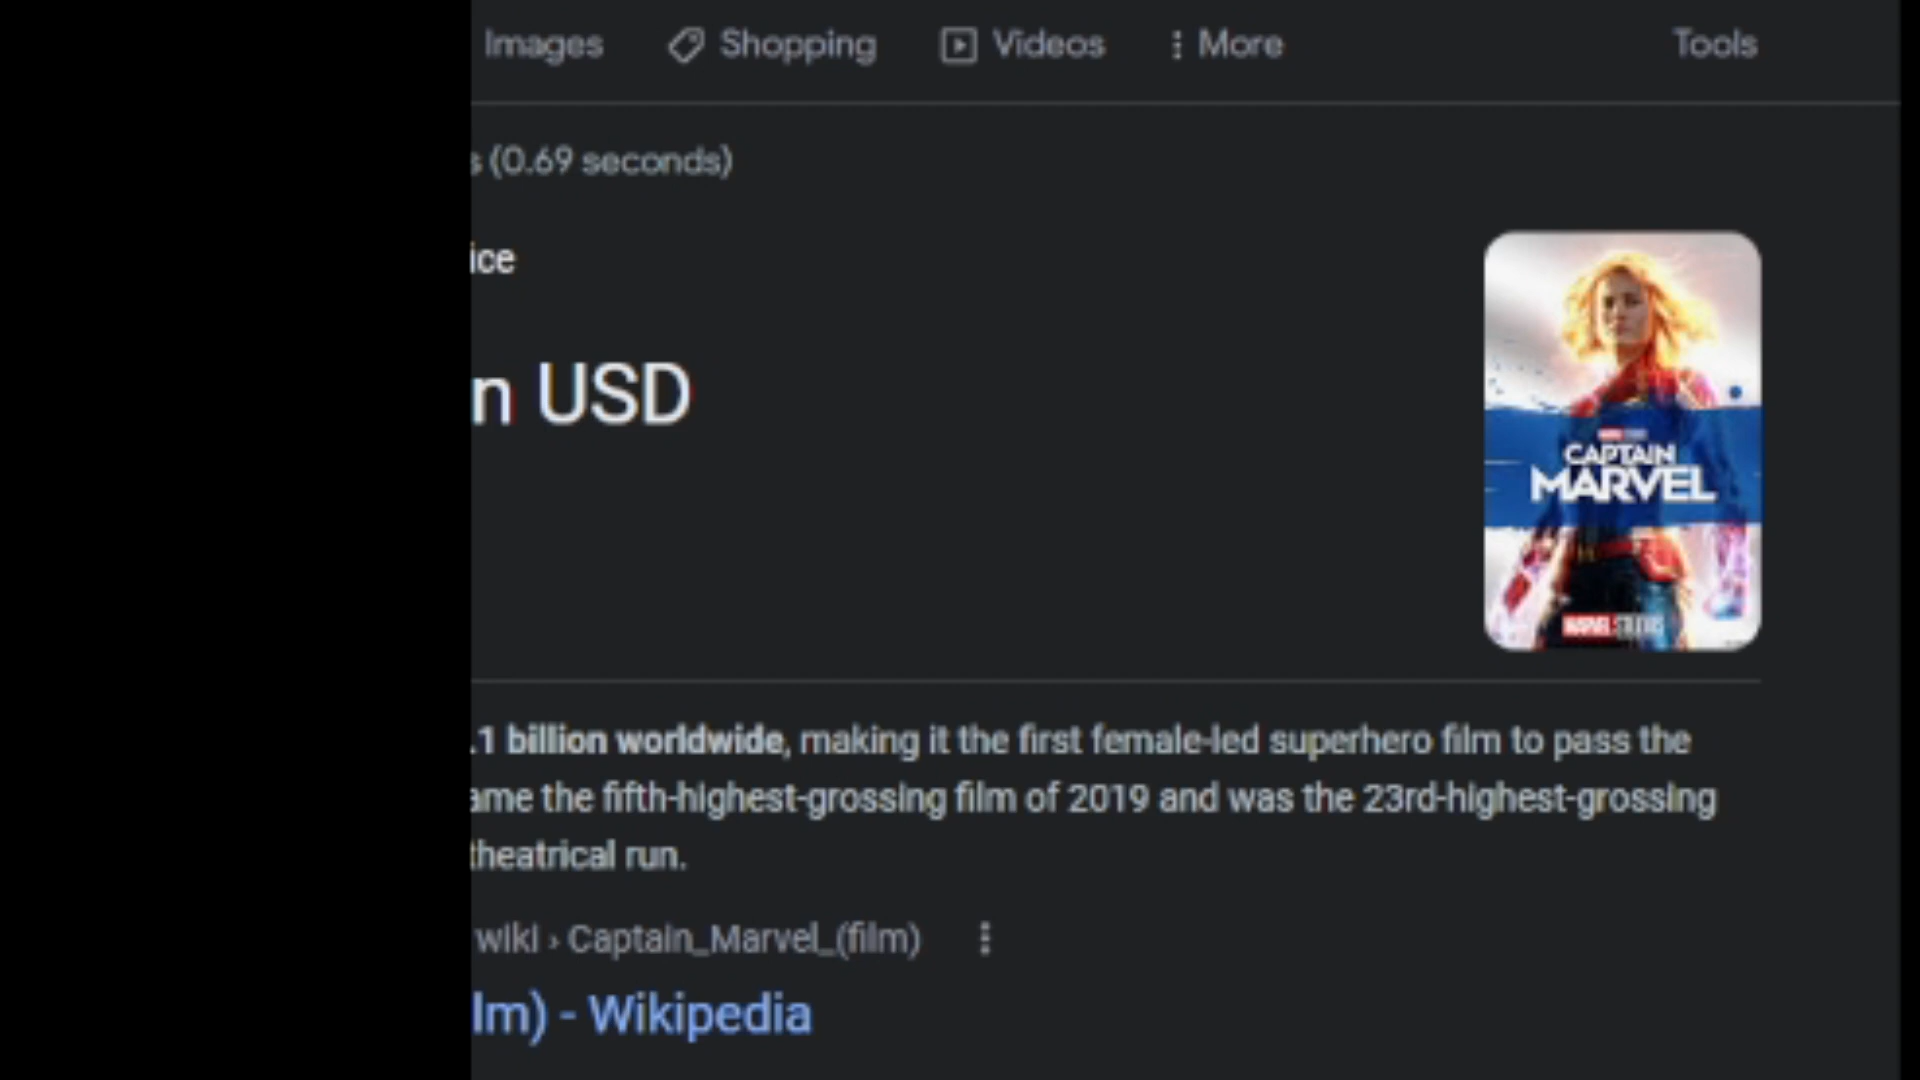 Images Shopping Videos More Tools
s (0.69 seconds)
ice
n USD
CAPTAIN
MARVEL
MARVEL STUDIOS
.1 billion worldwide, making it the first female-led superhero film to pass the
ame the fifth-highest-grossing film of 2019 and was the 23rd-highest-grossing
theatrical run.
wiki › Captain_Marvel_(film)
lm) - Wikipedia